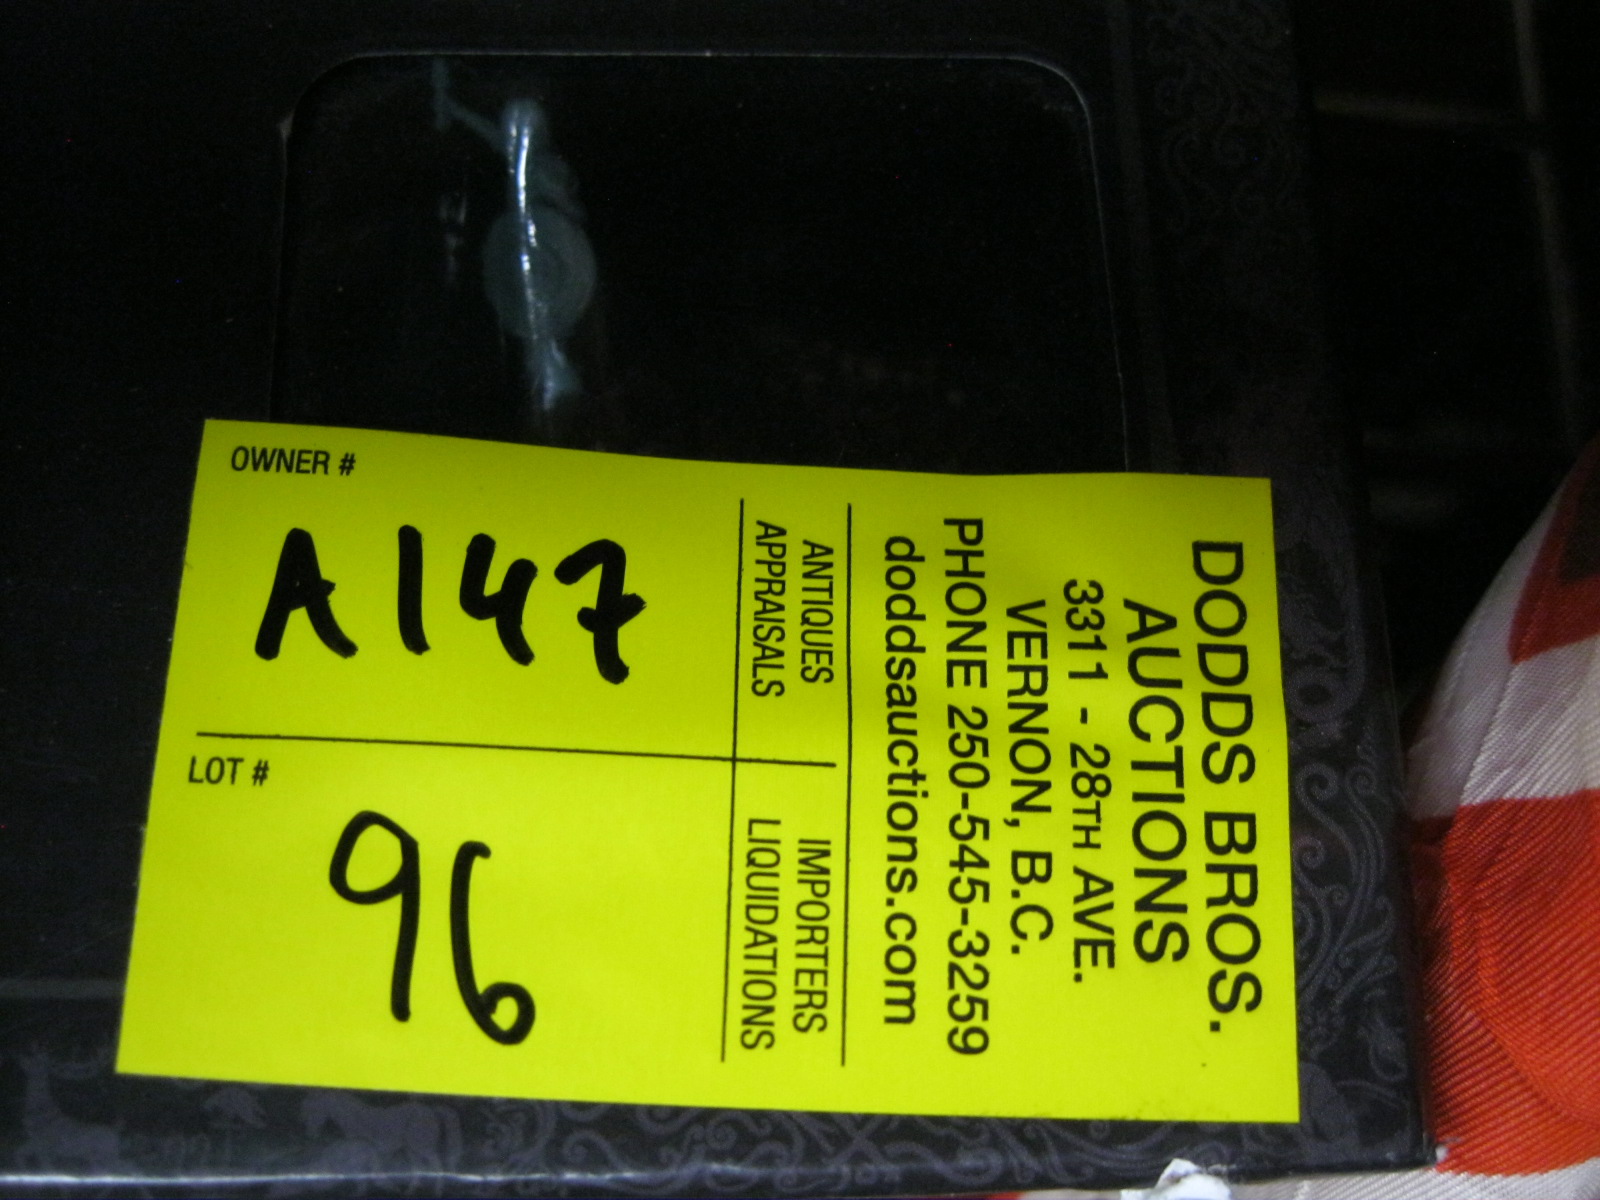 DODDS BROS.
AUCTIONS
3311 - 28TH AVE.
VERNON, B.C.
PHONE 250-545-3259
doddsauctions.com
ANTIQUES
APPRAISALS
IMPORTERS
LIQUIDATIONS
OWNER #
A147
LOT #
96